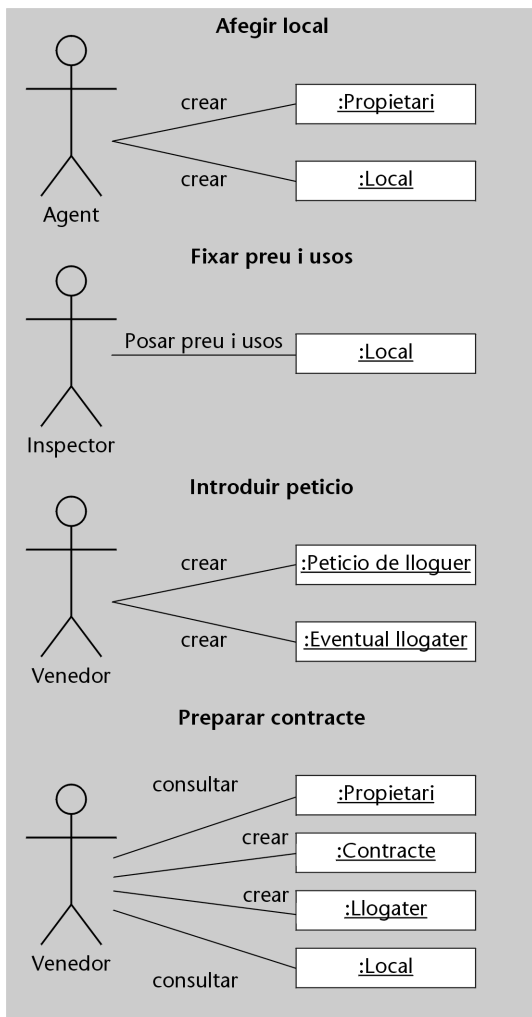 Afegir local
crear
:Propietari
crear
:Local
Agent
Fixar preu i usos
Posar preu i usos
:Local
Inspector
Introduir peticio
crear
:Peticio de lloguer
crear
:Eventual llogater
Venedor
Preparar contracte
consultar
:Propietari
crear
:Contracte
crear
:Llogater
Venedor
:Local
consultar